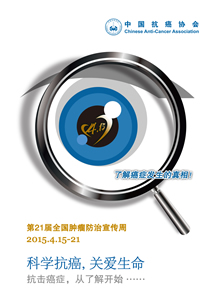 中国抗癌协会
Chinese Anti-Cancer Association
4.15
了解癌症发生的真相!
第21届全国肿瘤防治宣传周
2015.4.15-21
科学抗癌,关爱生命
抗击癌症，从了解开始……